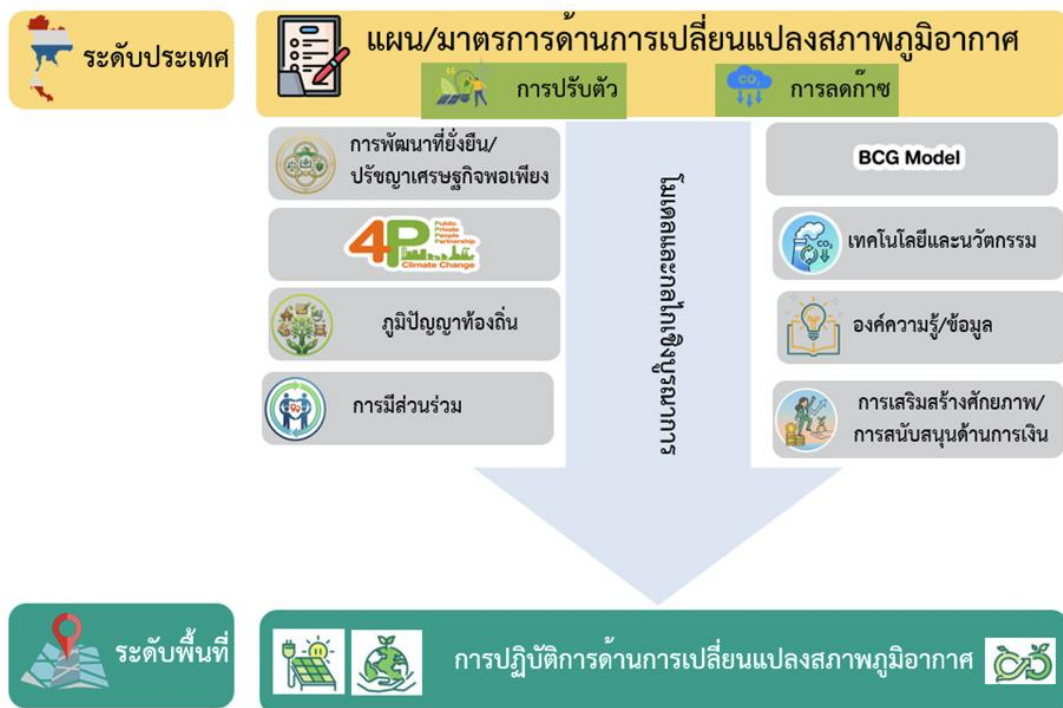 ระดับประเทศ
แผน/มาตรการด้านการเปลี่ยนแปลงสภาพภูมิอากาศ
การปรับตัว
CO₂
การลดก๊าซ
การพัฒนาที่ยั่งยืน/
ปรัชญาเศรษฐกิจพอเพียง
4P
Public
Private
People
Partnership
Climate Change
ภูมิปัญญาท้องถิ่น
การมีส่วนร่วม
โมเดลและกลไกเชิงบูรณาการ
BCG Model
CO₂
เทคโนโลยีและนวัตกรรม
องค์ความรู้/ข้อมูล
การเสริมสร้างศักยภาพ/
การสนับสนุนด้านการเงิน
ระดับพื้นที่
การปฏิบัติการด้านการเปลี่ยนแปลงสภาพภูมิอากาศ